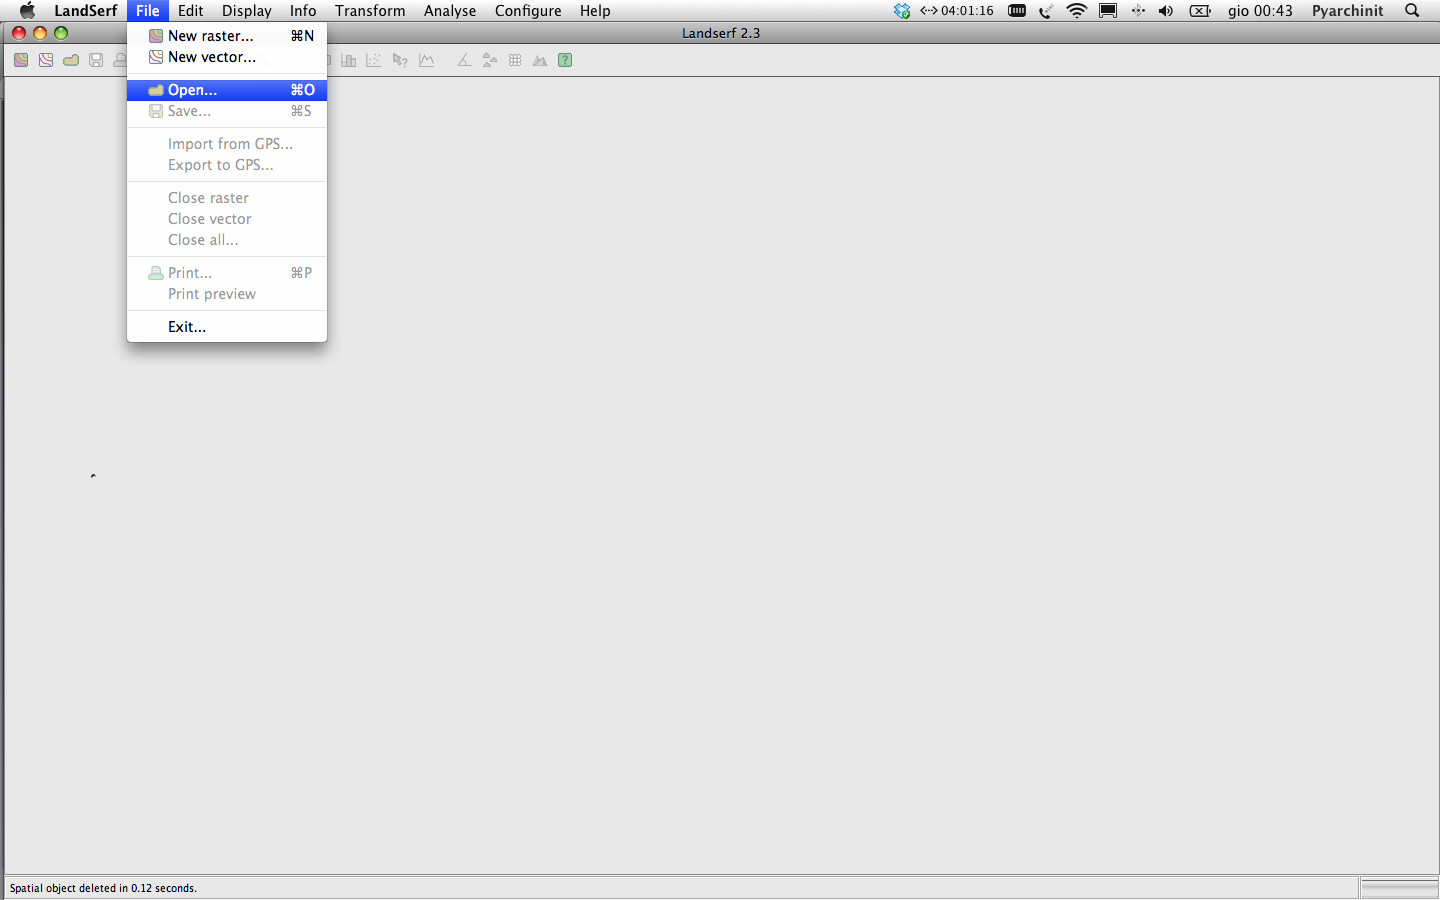 LandSerf File Edit Display Info Transform Analyse Configure Help 04:01:16 gio 00:43 Pyarchinit
Landserf 2.3
New raster... ⌘N
New vector...
Open... ⌘O
Save... ⌘S
Import from GPS...
Export to GPS...
Close raster
Close vector
Close all...
Print... ⌘P
Print preview
Exit...
Spatial object deleted in 0.12 seconds.